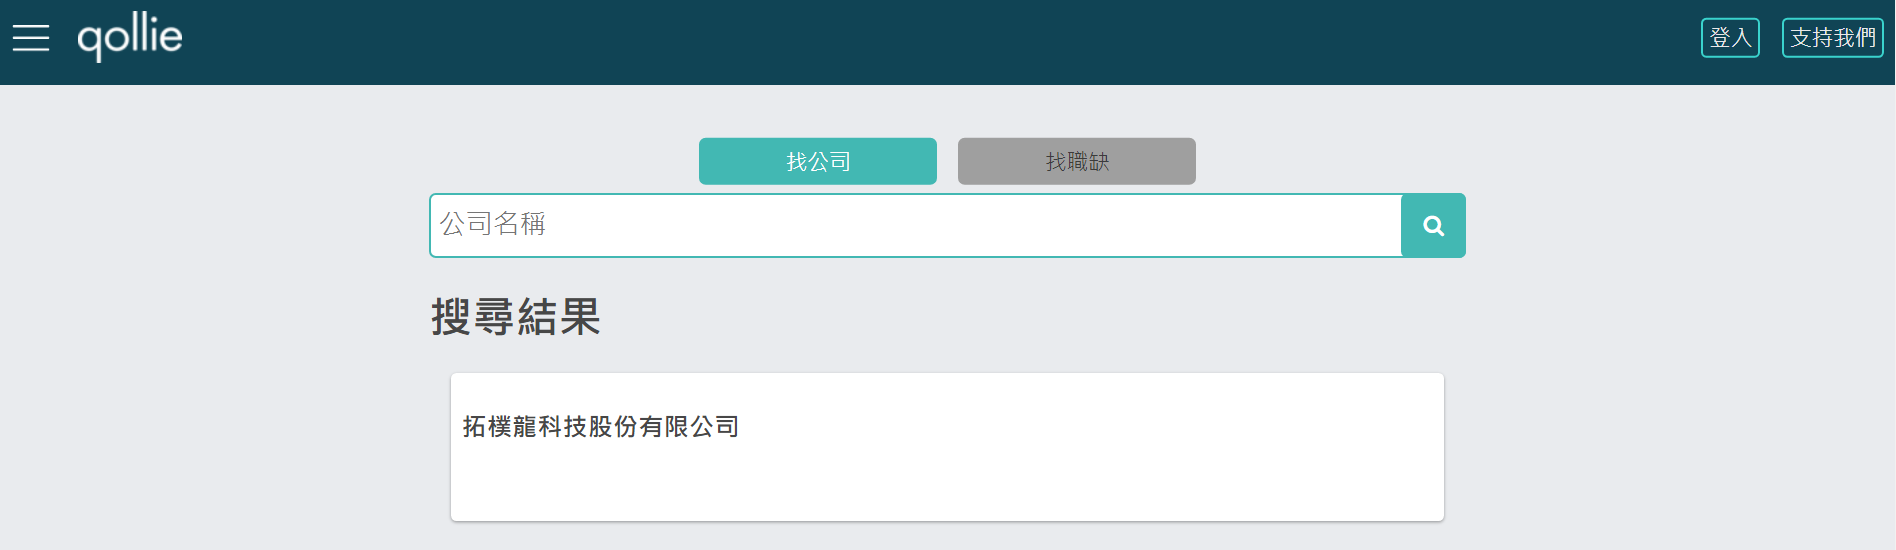 qollie
登入
支持我們
找公司
找職缺
公司名稱
搜尋結果
拓樸龍科技股份有限公司